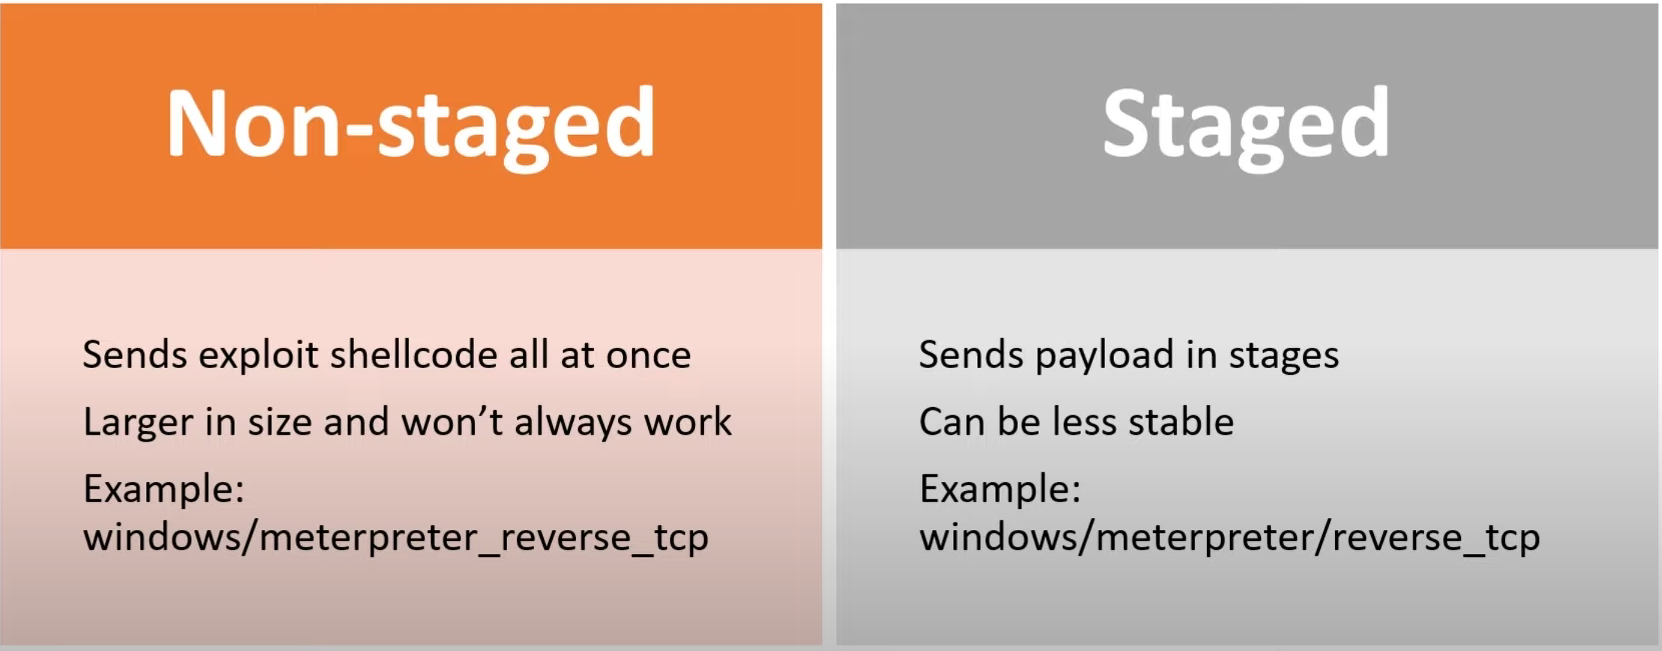 Non-staged
Sends exploit shellcode all at once
Larger in size and won’t always work
Example:
windows/meterpreter_reverse_tcp
Staged
Sends payload in stages
Can be less stable
Example:
windows/meterpreter/reverse_tcp